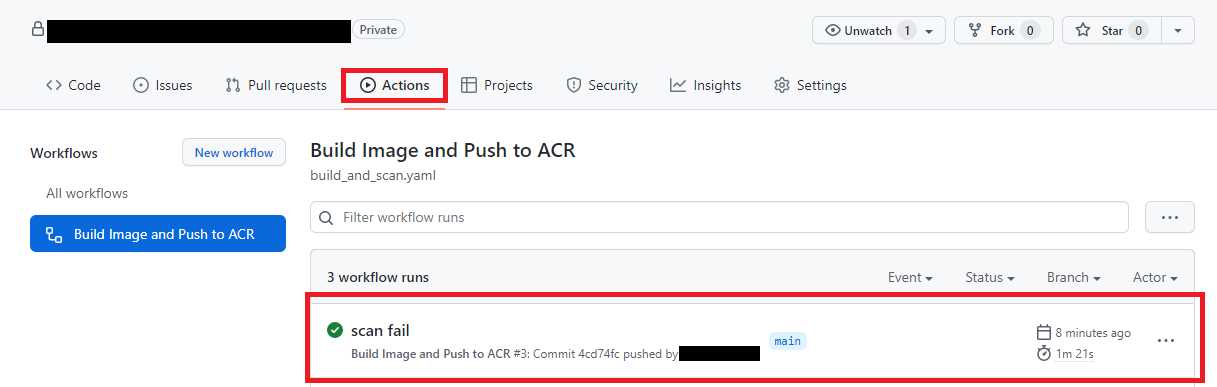 Private
Unwatch 1
Fork 0
Star 0
Code
Issues
Pull requests
Actions
Projects
Security
Insights
Settings
Workflows
New workflow
All workflows
Build Image and Push to ACR
Build Image and Push to ACR
build_and_scan.yaml
Filter workflow runs
3 workflow runs
Event
Status
Branch
Actor
scan fail
Build Image and Push to ACR #3: Commit 4cd74fc pushed by
main
8 minutes ago
1m 21s